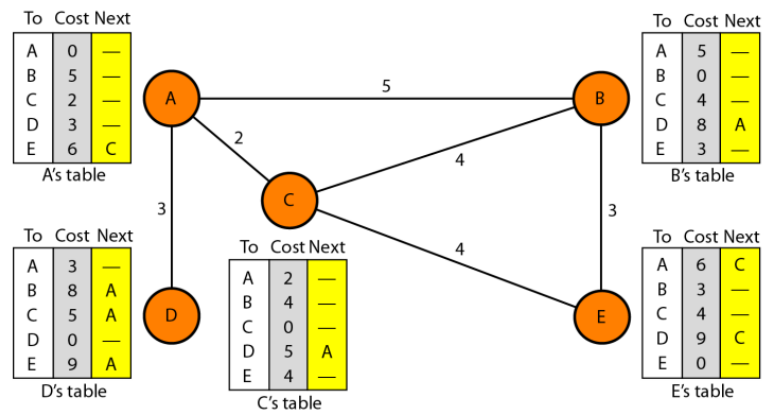 To Cost Next
A 0 —
B 5 —
C 2 —
D 3 —
E 6 C
A's table
To Cost Next
A 5 —
B 0 —
C 4 —
D 8 A
E 3 —
B's table
A
5
B
2
4
C
3
4
3
D
E
To Cost Next
A 3 —
B 8 A
C 5 A
D 0 —
E 9 A
D's table
To Cost Next
A 2 —
B 4 —
C 0 —
D 5 A
E 4 —
C's table
To Cost Next
A 6 C
B 3 —
C 4 —
D 9 C
E 0 —
E's table